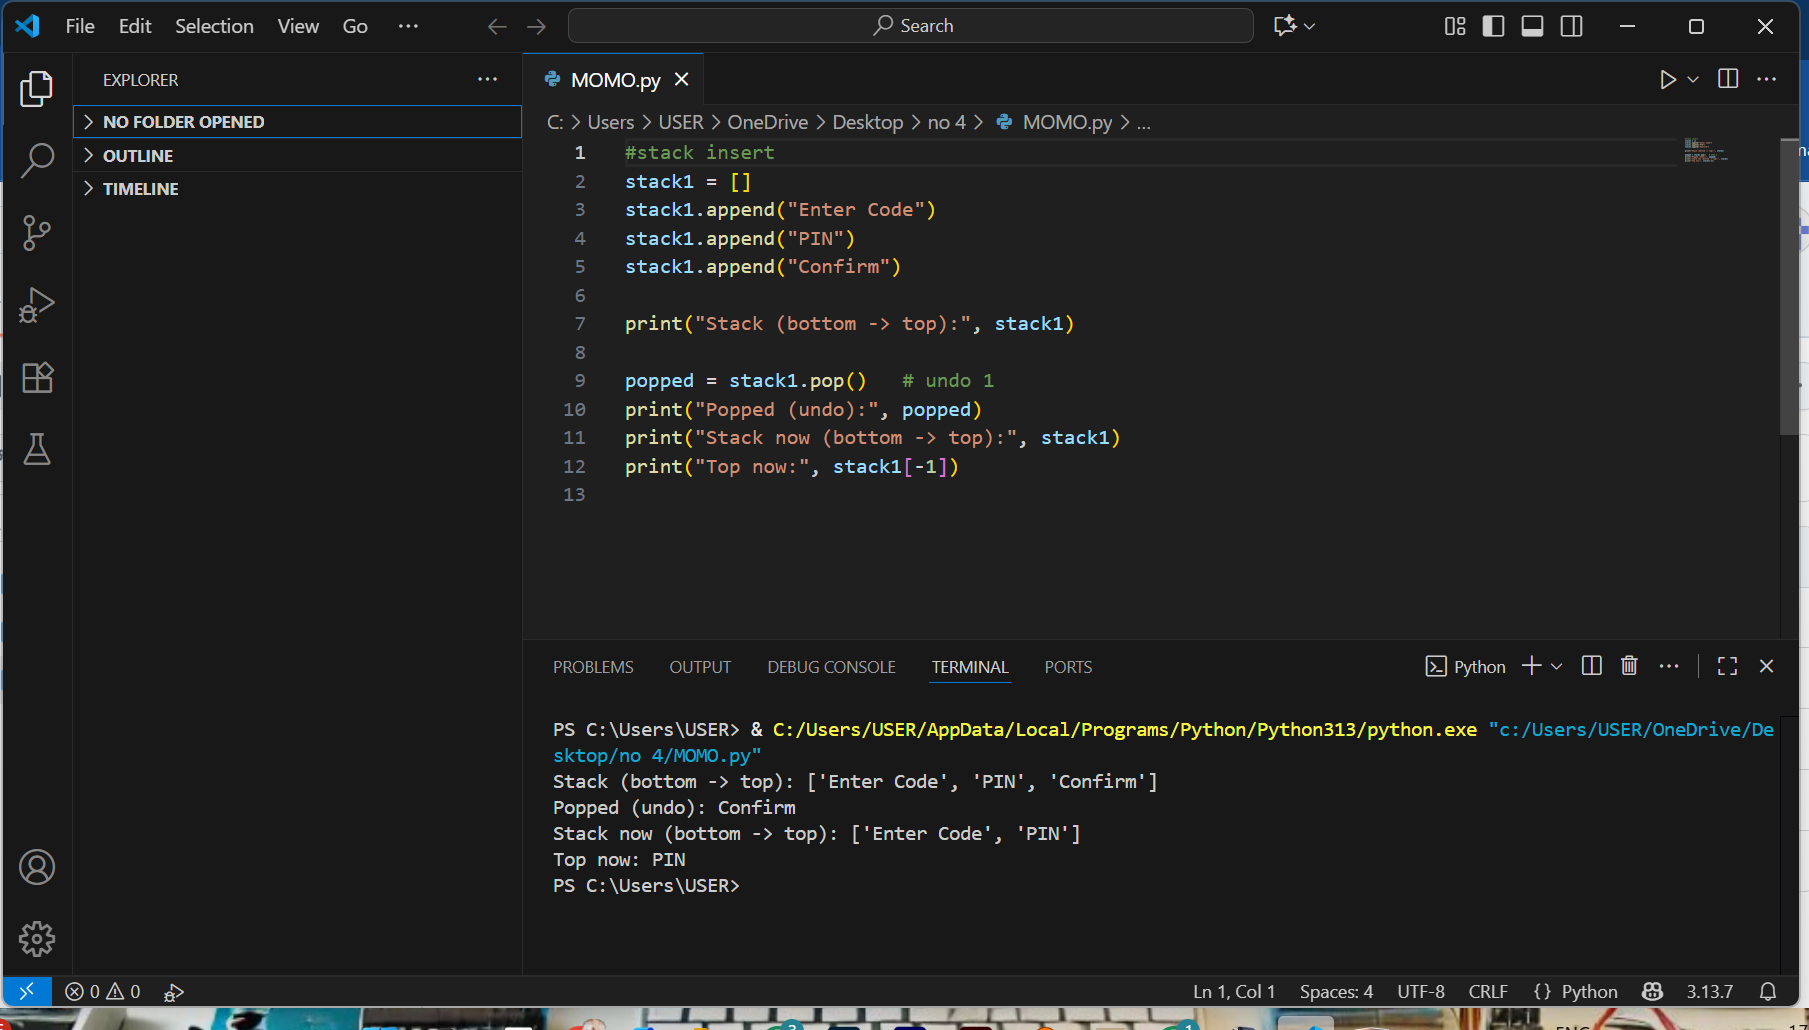 File Edit Selection View Go ··· Search
EXPLORER ···
NO FOLDER OPENED
OUTLINE
TIMELINE
MOMO.py
C: > Users > USER > OneDrive > Desktop > no 4 > MOMO.py > ...
1 #stack insert
2 stack1 = []
3 stack1.append("Enter Code")
4 stack1.append("PIN")
5 stack1.append("Confirm")
6
7 print("Stack (bottom -> top):", stack1)
8
9 popped = stack1.pop()   # undo 1
10 print("Popped (undo):", popped)
11 print("Stack now (bottom -> top):", stack1)
12 print("Top now:", stack1[-1])
13
PROBLEMS OUTPUT DEBUG CONSOLE TERMINAL PORTS Python
PS C:\Users\USER> & C:/Users/USER/AppData/Local/Programs/Python/Python313/python.exe "c:/Users/USER/OneDrive/De
sktop/no 4/MOMO.py"
Stack (bottom -> top): ['Enter Code', 'PIN', 'Confirm']
Popped (undo): Confirm
Stack now (bottom -> top): ['Enter Code', 'PIN']
Top now: PIN
PS C:\Users\USER>
0 0 Ln 1, Col 1 Spaces: 4 UTF-8 CRLF {} Python 3.13.7